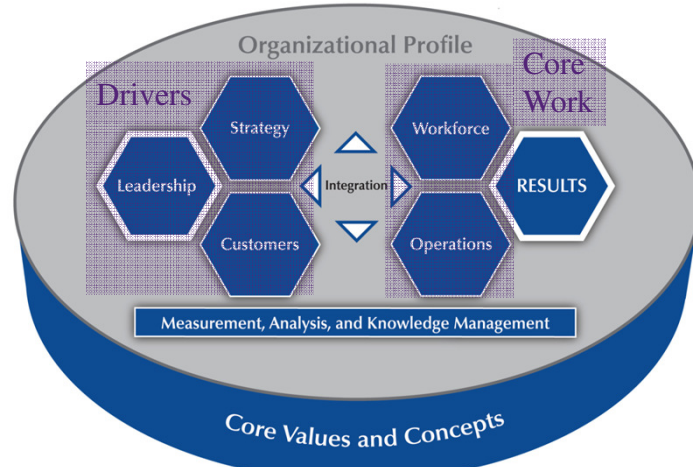 Organizational Profile
Drivers
Core
Work
Strategy
Workforce
Leadership
Integration
RESULTS
Customers
Operations
Measurement, Analysis, and Knowledge Management
Core Values and Concepts